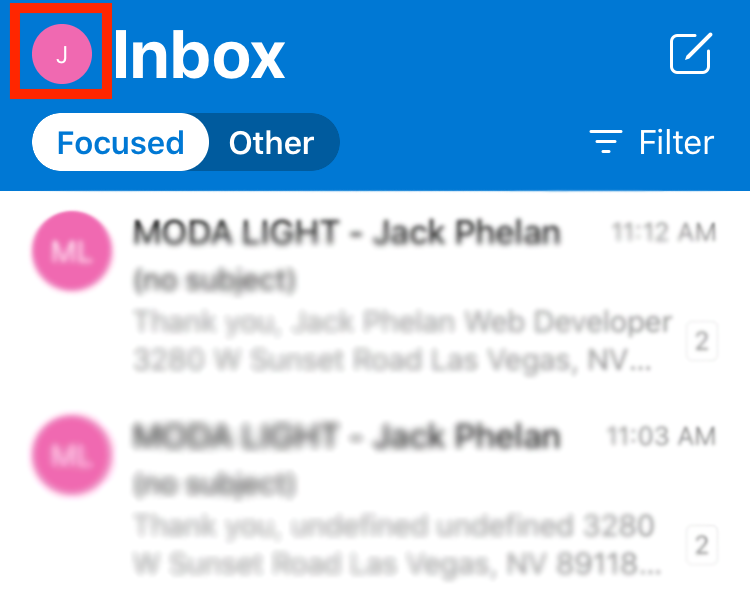 J Inbox
Focused Other Filter
ML MODA LIGHT - Jack Phelan 11:12 AM
(no subject)
Thank you, Jack Phelan Web Developer
3280 W Sunset Road Las Vegas, NV... 2
ML MODA LIGHT - Jack Phelan 11:03 AM
(no subject)
Thank you, undefined undefined 3280
W Sunset Road Las Vegas, NV 89118... 2